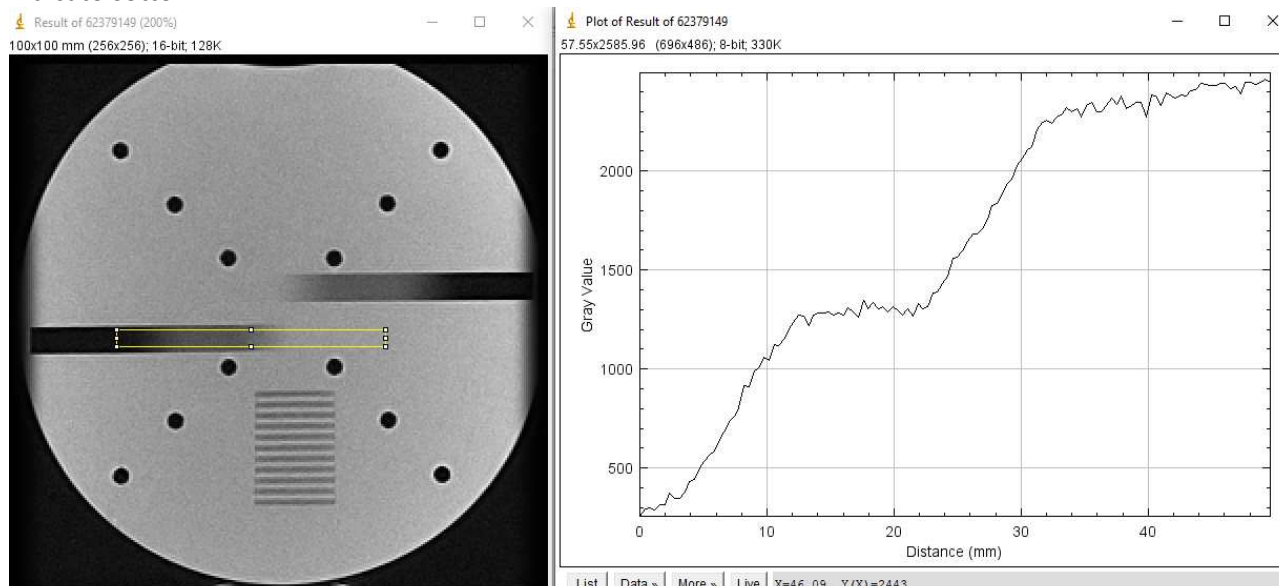 Result of 62379149 (200%)
100x100 mm (256x256); 16-bit; 128K
Plot of Result of 62379149
57.55x2585.96 (696x486); 8-bit; 330K
2000
1500
1000
500
Gray Value
0
10
20
30
40
Distance (mm)
List
Data »
More »
Live
X=46.09, Y(X)=2443